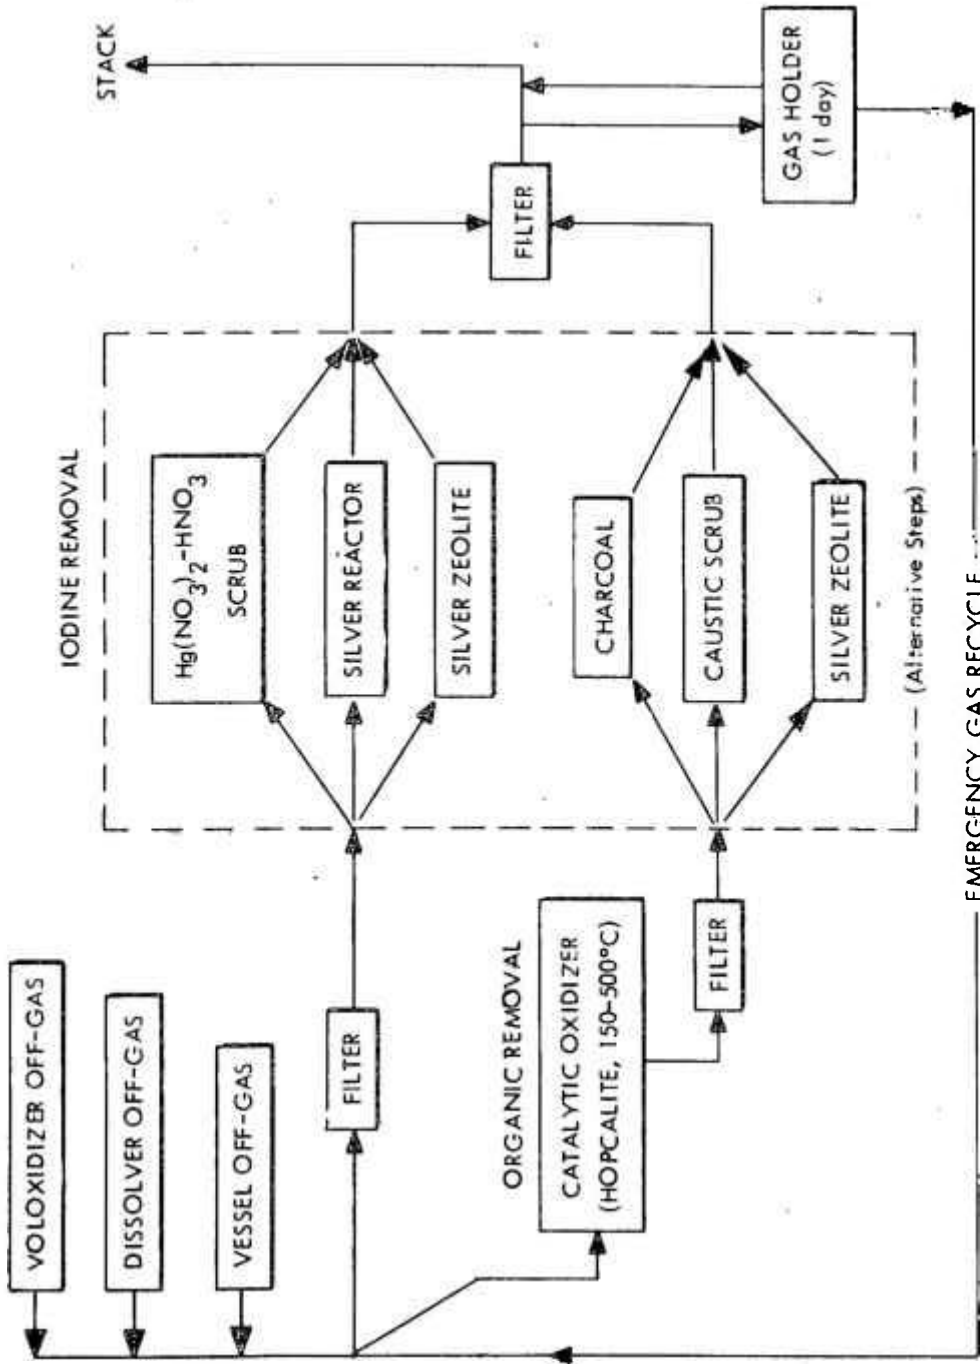 VOLOXIDIZER OFF-GAS
DISSOLVER OFF-GAS
VESSEL OFF-GAS
FILTER
ORGANIC REMOVAL
CATALYTIC OXIDIZER
(HOPCALITE, 150-500°C)
FILTER
IODINE REMOVAL
Hg(NO3)2-HNO3
SCRUB
SILVER REACTOR
SILVER ZEOLITE
CHARCOAL
CAUSTIC SCRUB
SILVER ZEOLITE
(Alternative Steps)
FILTER
STACK
GAS HOLDER
(1 day)
EMERGENCY GAS RECYCLE